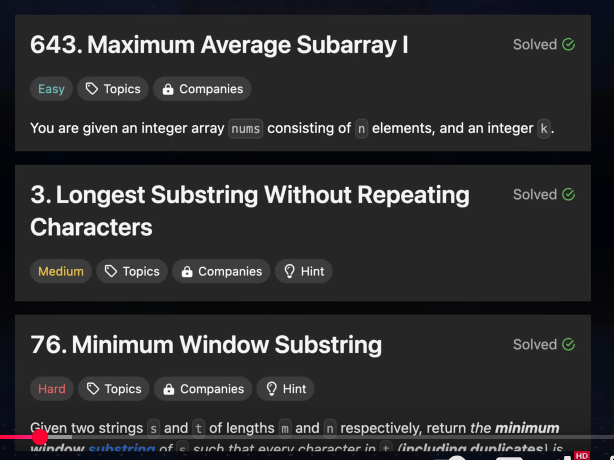 643. Maximum Average Subarray I
Solved
Easy
Topics
Companies
You are given an integer array nums consisting of n elements, and an integer k.
3. Longest Substring Without Repeating
Characters
Solved
Medium
Topics
Companies
Hint
76. Minimum Window Substring
Solved
Hard
Topics
Companies
Hint
Given two strings s and t of lengths m and n respectively, return the minimum
window substring of s such that every character in t (including duplicates) is
HD